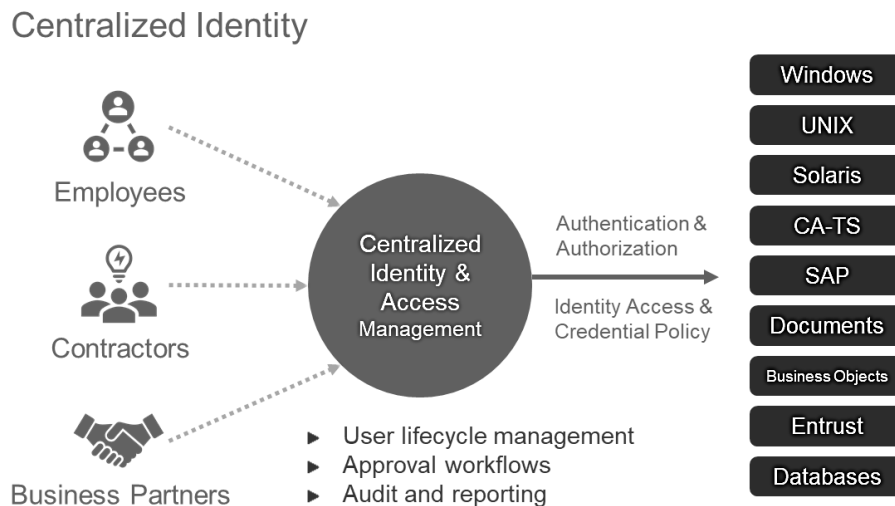 Centralized Identity
Employees
Contractors
Business Partners
Centralized
Identity &
Access
Management
Authentication &
Authorization
Identity Access &
Credential Policy
► User lifecycle management
► Approval workflows
► Audit and reporting
Windows
UNIX
Solaris
CA-TS
SAP
Documents
Business Objects
Entrust
Databases